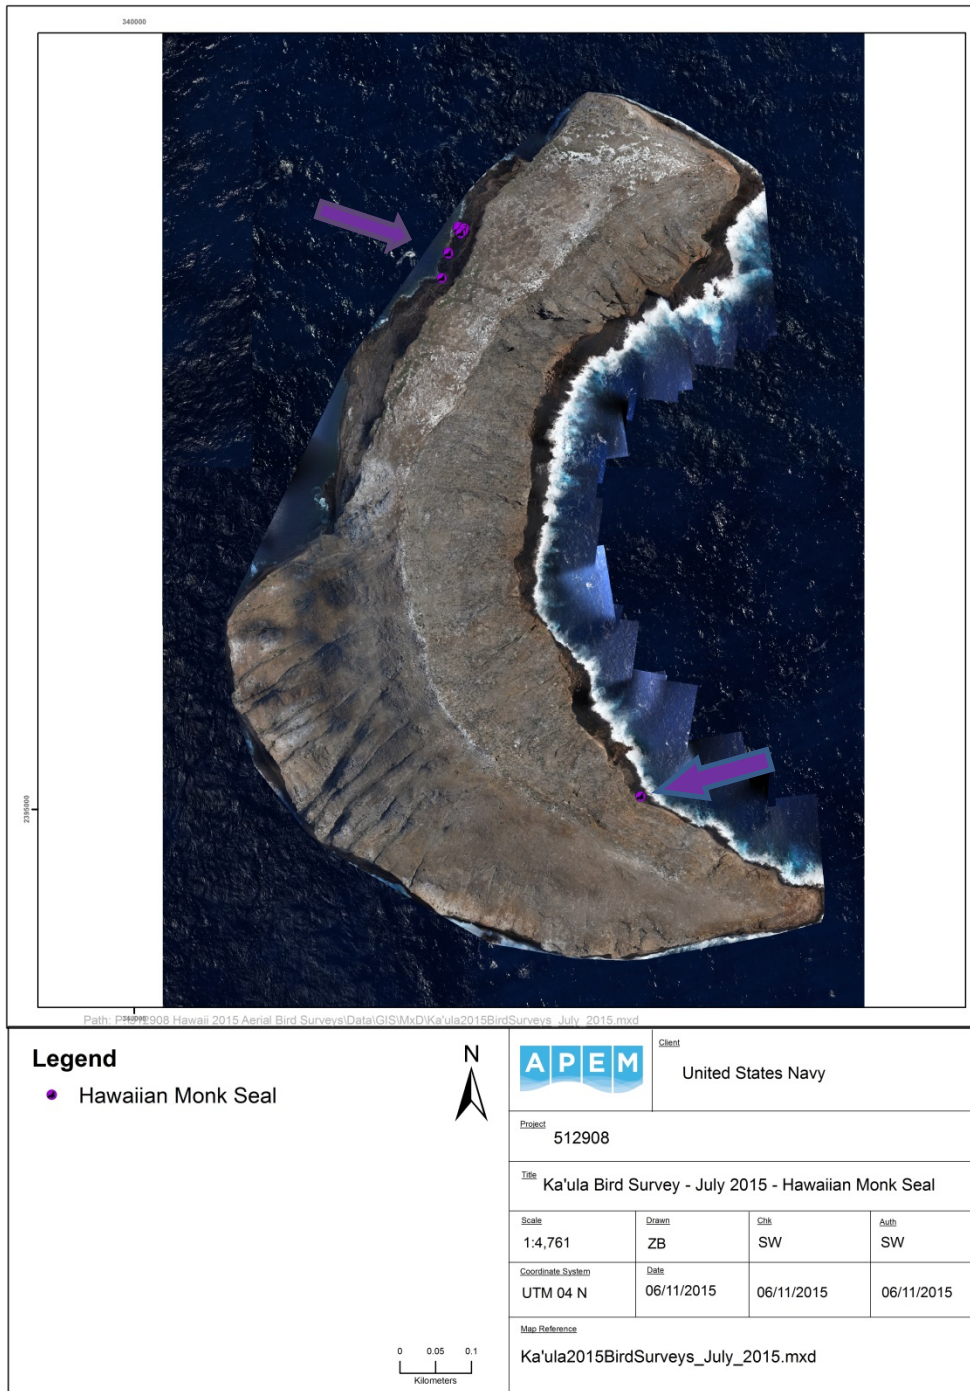 340000
2395000
Path: P:\512908 Hawaii 2015 Aerial Bird Surveys\Data\GIS\MxD\Ka'ula2015BirdSurveys_July_2015.mxd
340000
Legend
Hawaiian Monk Seal
N
0 0.05 0.1
Kilometers
APEM
Client
United States Navy
Project
512908
Title
Ka'ula Bird Survey - July 2015 - Hawaiian Monk Seal
Scale
Drawn
Chk
Auth
1:4,761
ZB
SW
SW
Coordinate System
Date
UTM 04 N
06/11/2015
06/11/2015
06/11/2015
Map Reference
Ka'ula2015BirdSurveys_July_2015.mxd